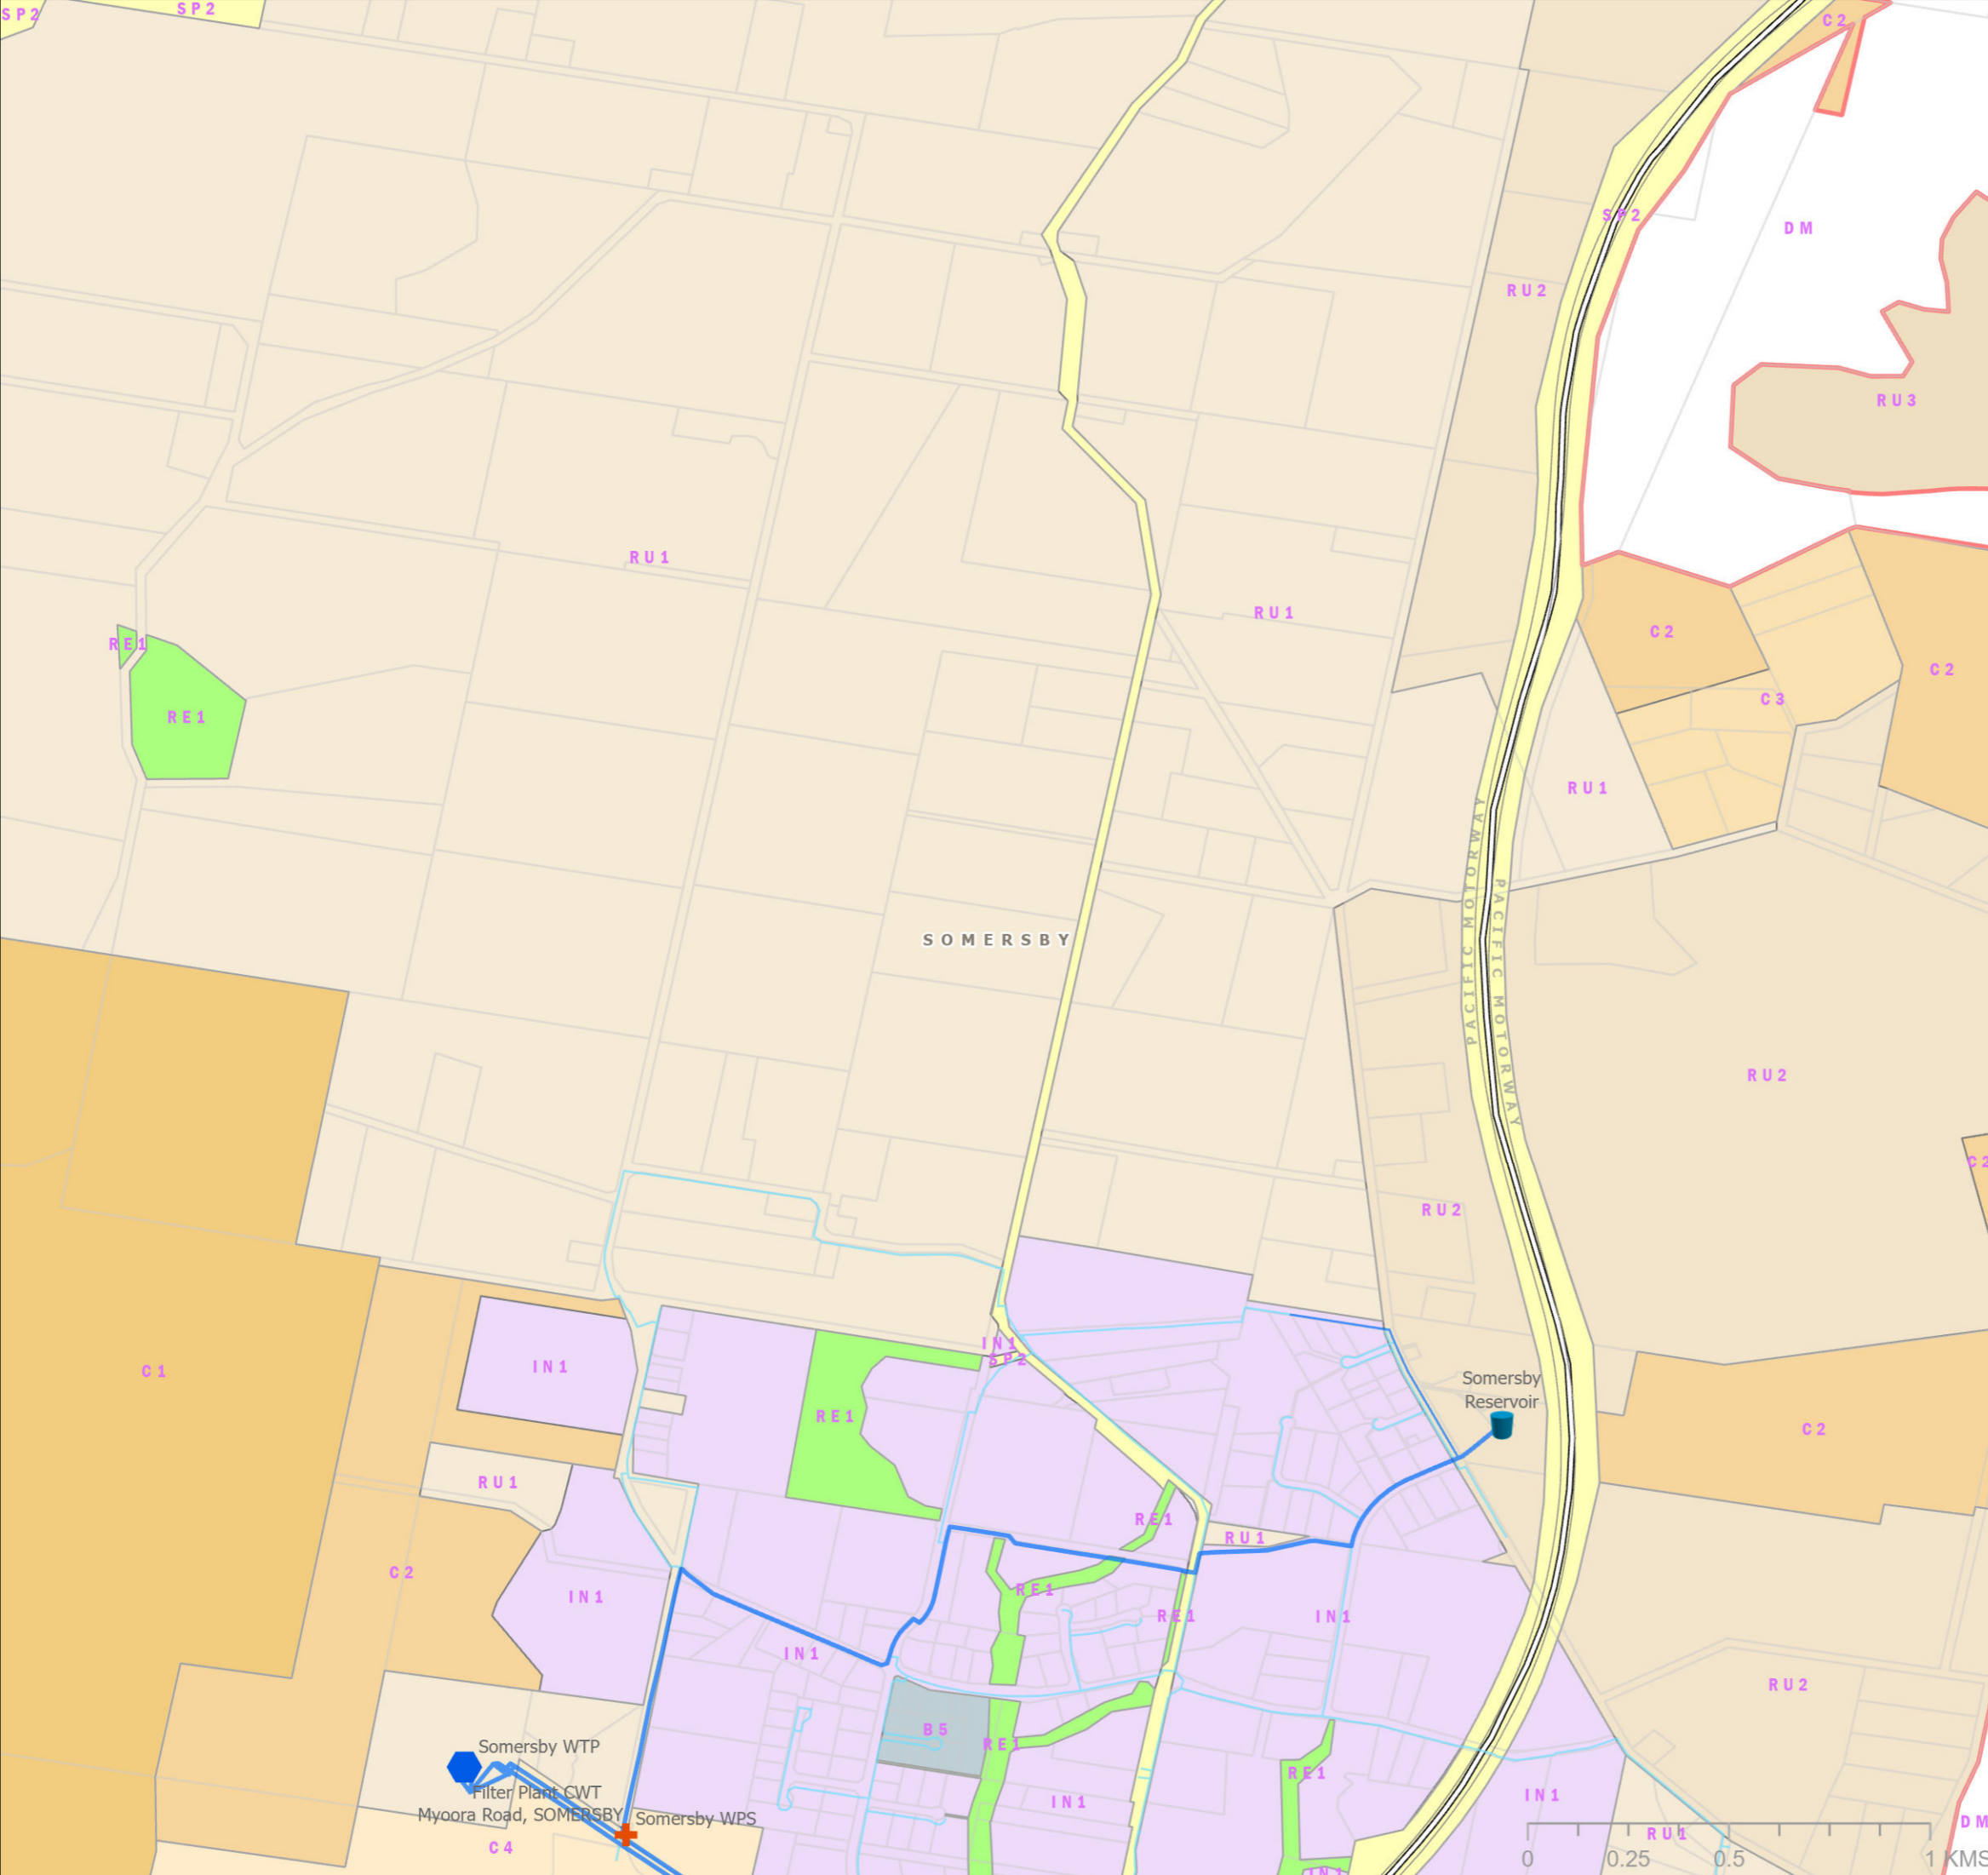 SP2
SP2
C2
SP2
DM
RU2
RU3
RU1
RU1
C2
RE1
C2
C3
RE1
RU1
PACIFIC MOTORWAY
PACIFIC MOTORWAY
SOMERSBY
RU2
C2
RU2
IN1
SP2
IN1
C1
Somersby
Reservoir
RE1
C2
RU1
RE1
RU1
C2
RE1
IN1
RE1
IN1
IN1
RU2
B5
RE1
Somersby WTP
RE1
Filter Plant CWT
IN1
IN1
Myoora Road, SOMERSBY
Somersby WPS
DM
RU1
C4
0 0.25 0.5 1 KMS
IN1